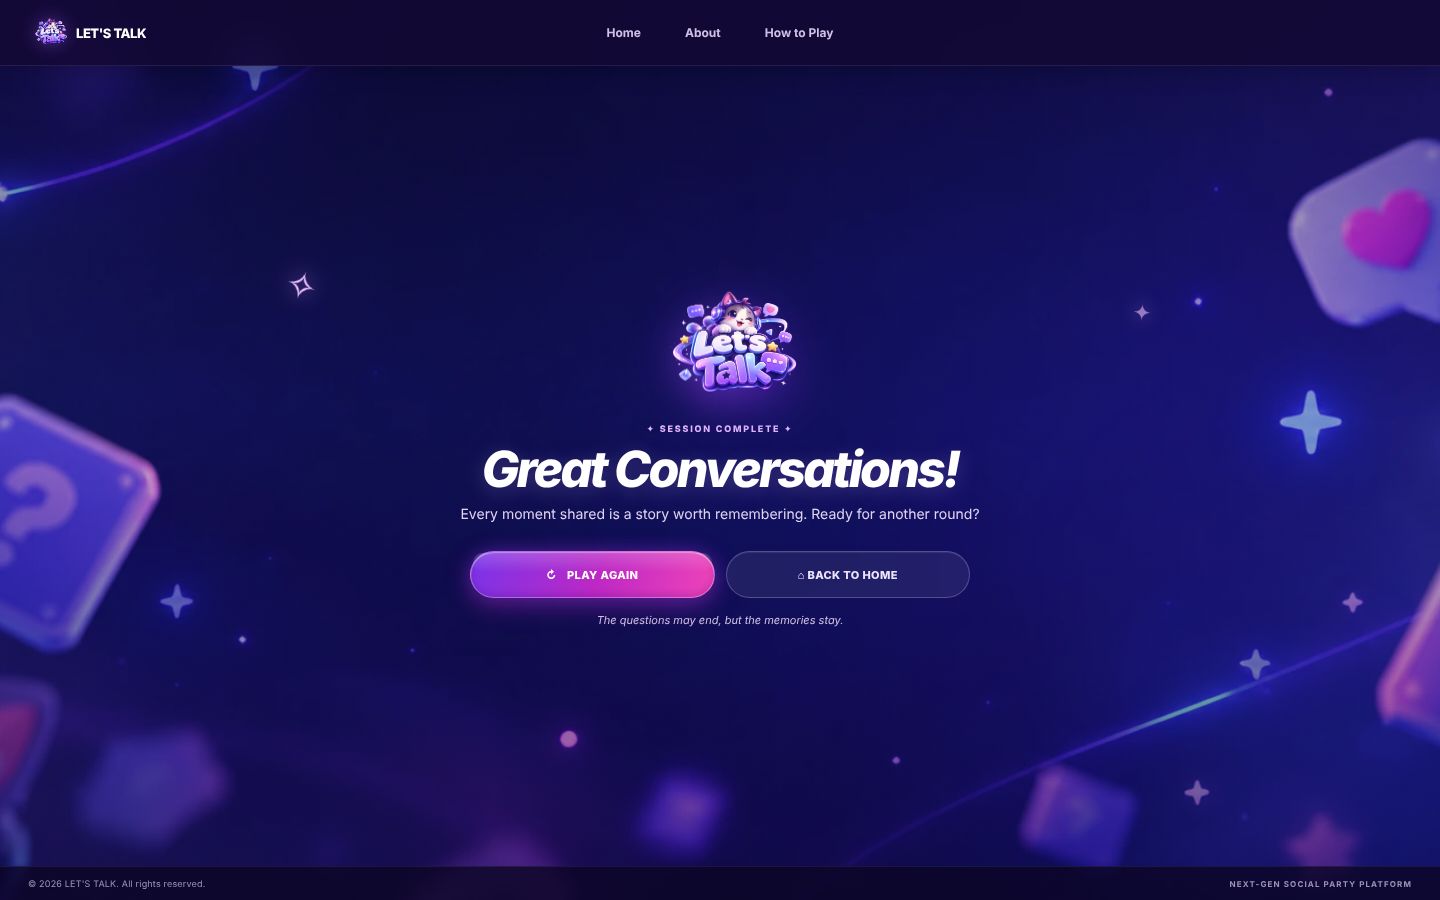 Let's Talk
LET'S TALK
Home
About
How to Play
?
Let's
Talk
✦ SESSION COMPLETE ✦
Great Conversations!
Every moment shared is a story worth remembering. Ready for another round?
↻ PLAY AGAIN
⌂ BACK TO HOME
The questions may end, but the memories stay.
© 2026 LET'S TALK. All rights reserved.
NEXT-GEN SOCIAL PARTY PLATFORM